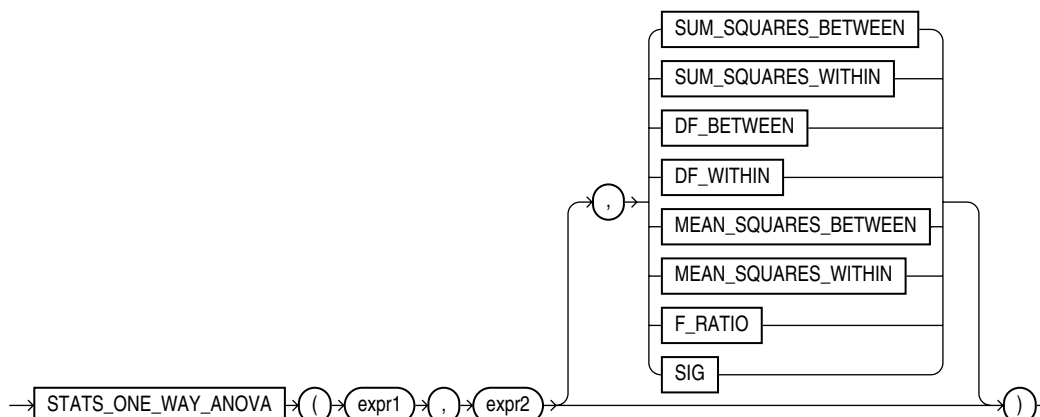 SUM_SQUARES_BETWEEN
SUM_SQUARES_WITHIN
DF_BETWEEN
DF_WITHIN
,
MEAN_SQUARES_BETWEEN
MEAN_SQUARES_WITHIN
F_RATIO
SIG
STATS_ONE_WAY_ANOVA ( expr1 , expr2 )